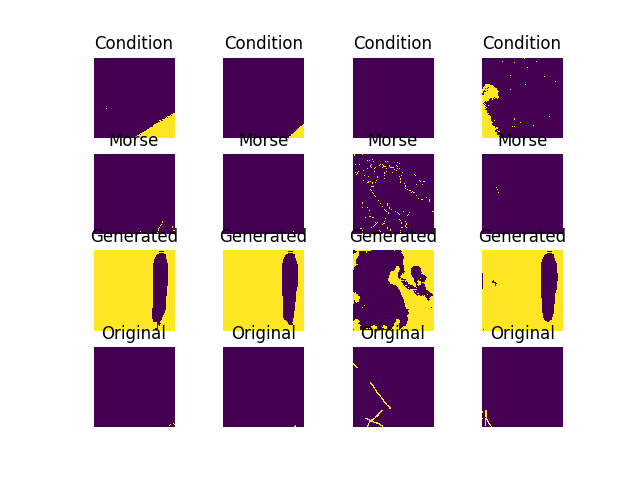 Condition Condition Condition Condition
Morse Morse Morse Morse
Generated Generated Generated Generated
Original Original Original Original